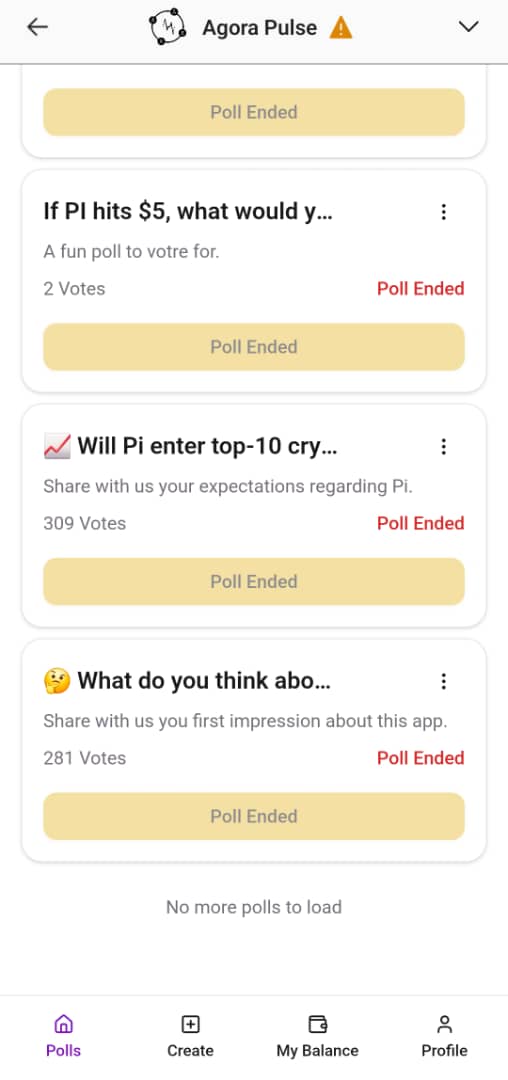 Agora Pulse
Poll Ended
If PI hits $5, what would y...
A fun poll to votre for.
2 Votes
Poll Ended
Poll Ended
📈 Will Pi enter top-10 cry...
Share with us your expectations regarding Pi.
309 Votes
Poll Ended
Poll Ended
🤔 What do you think abo...
Share with us you first impression about this app.
281 Votes
Poll Ended
Poll Ended
No more polls to load
Polls
Create
My Balance
Profile